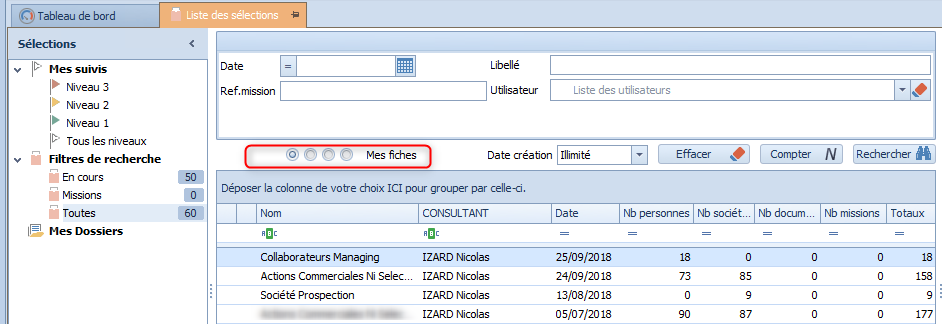 Tableau de bord
Liste des sélections
Sélections
Mes suivis
Niveau 3
Niveau 2
Niveau 1
Tous les niveaux
Filtres de recherche
En cours 50
Missions 0
Toutes 60
Mes Dossiers
Date =
Libellé
Ref.mission
Utilisateur Liste des utilisateurs
Mes fiches
Date création Illimité
Effacer
Compter N
Rechercher
Déposer la colonne de votre choix ICI pour grouper par celle-ci.
Nom CONSULTANT Date Nb personnes Nb sociét... Nb docum... Nb missions Totaux
ABC ABC = = = = = =
Collaborateurs Managing IZARD Nicolas 25/09/2018 18 0 0 0 18
Actions Commerciales Ni Selec... IZARD Nicolas 24/09/2018 73 85 0 0 158
Société Prospection IZARD Nicolas 13/08/2018 0 9 0 0 9
IZARD Nicolas 05/07/2018 90 87 0 0 177